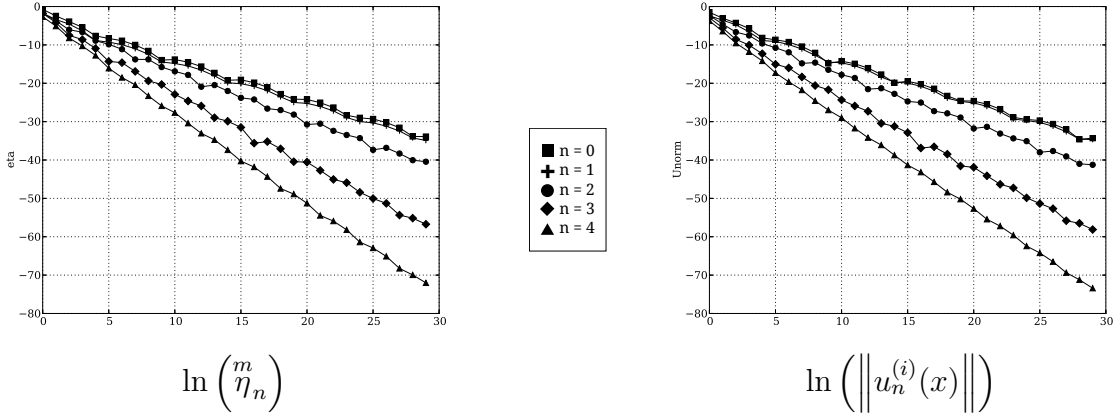 0
−10
−20
−30
−40
−50
−60
−70
−80
eta
0 5 10 15 20 25 30
ln ( \overset{m}{η}_n )
n = 0
n = 1
n = 2
n = 3
n = 4
0
−10
−20
−30
−40
−50
−60
−70
−80
Unorm
0 5 10 15 20 25 30
ln ( ‖ u_n^{(i)}(x) ‖ )